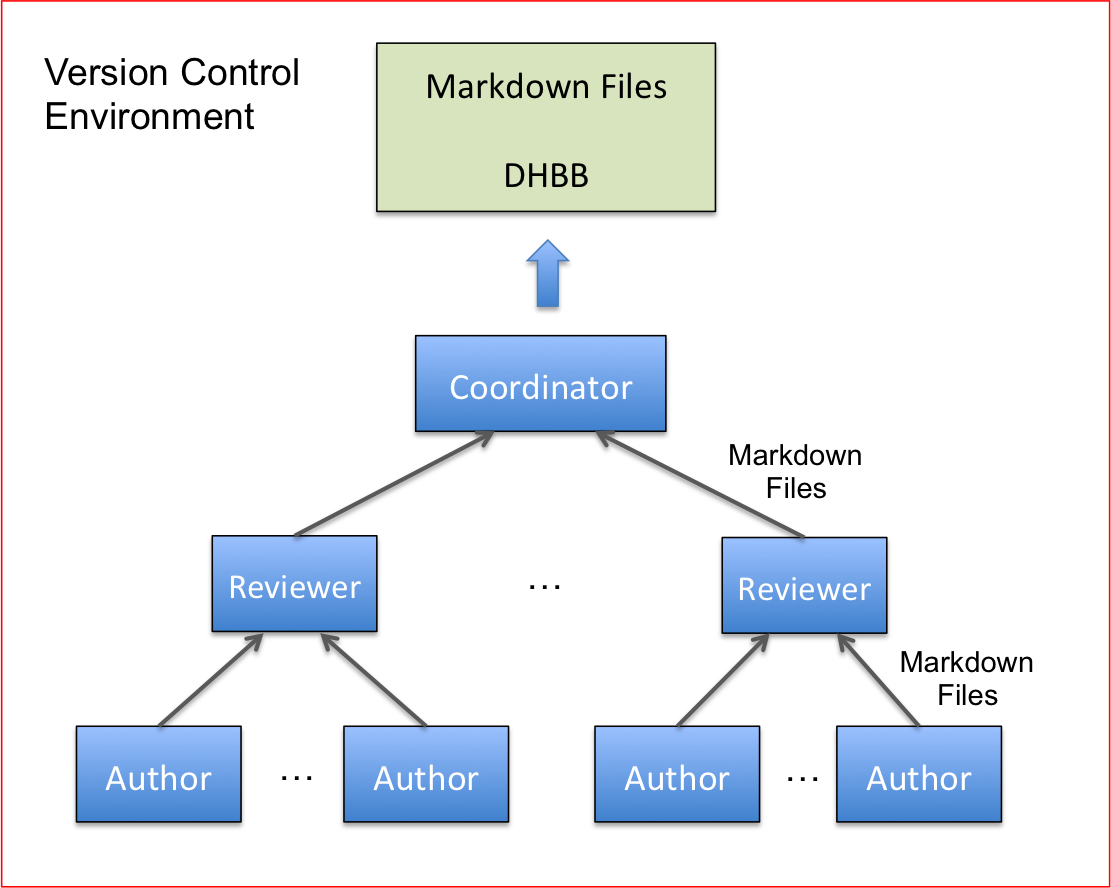 Version Control
Environment
Markdown Files
DHBB
Coordinator
Markdown
Files
Reviewer
...
Reviewer
Markdown
Files
Author
...
Author
Author
...
Author